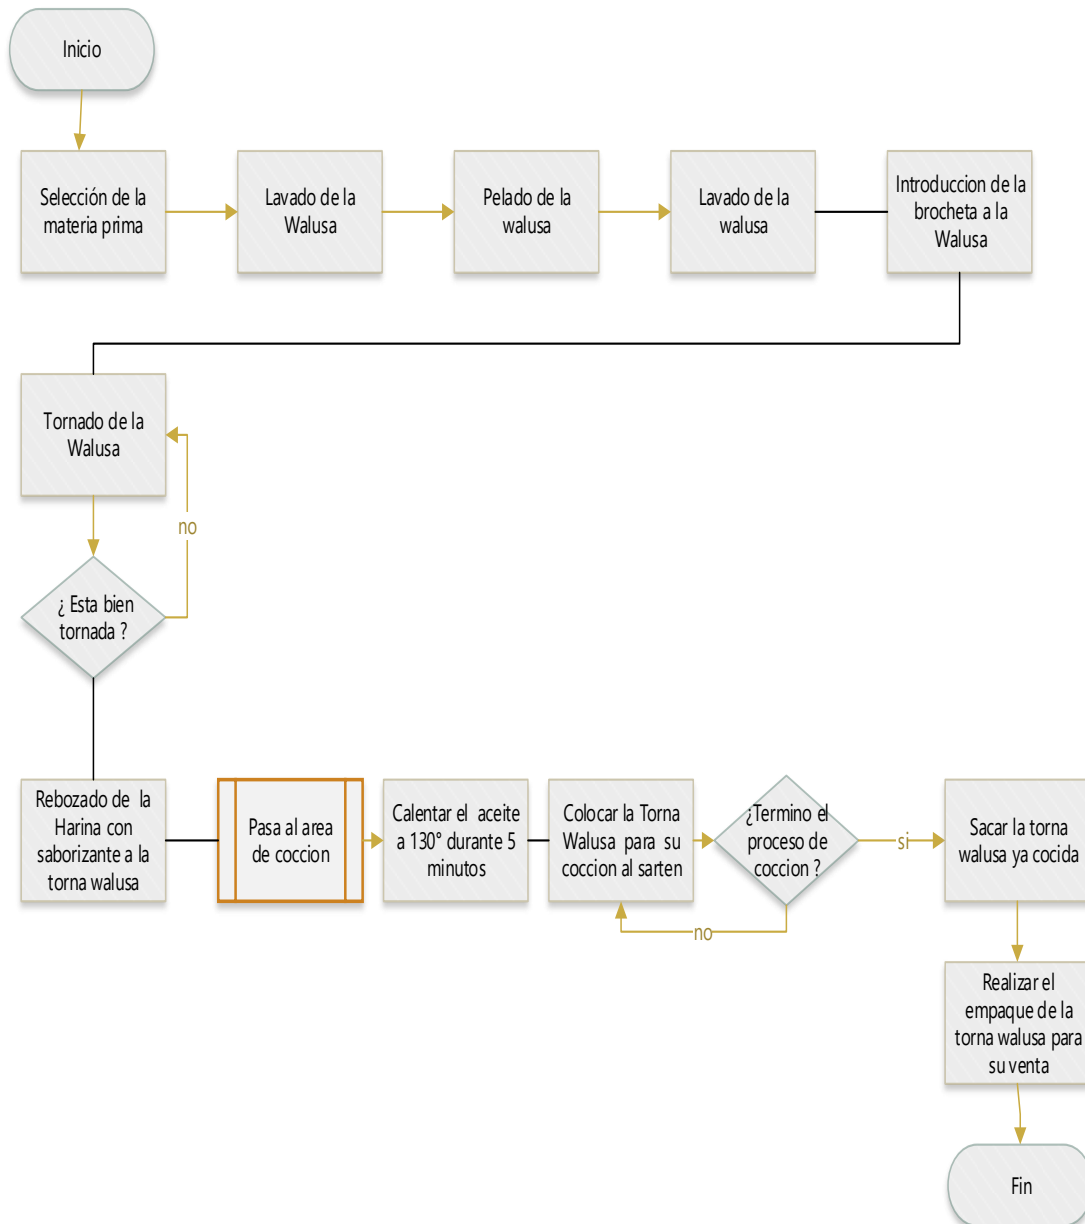 Inicio
Selección de la
materia prima
Lavado de la
Walusa
Pelado de la
walusa
Lavado de la
walusa
Introduccion de la
brocheta a la
Walusa
Tornado de la
Walusa
no
¿ Esta bien
tornada ?
Rebozado de la
Harina con
saborizante a la
torna walusa
Pasa al area
de coccion
Calentar el aceite
a 130° durante 5
minutos
Colocar la Torna
Walusa para su
coccion al sarten
¿Termino el
proceso de
coccion ?
si
no
Sacar la torna
walusa ya cocida
Realizar el
empaque de la
torna walusa para
su venta
Fin